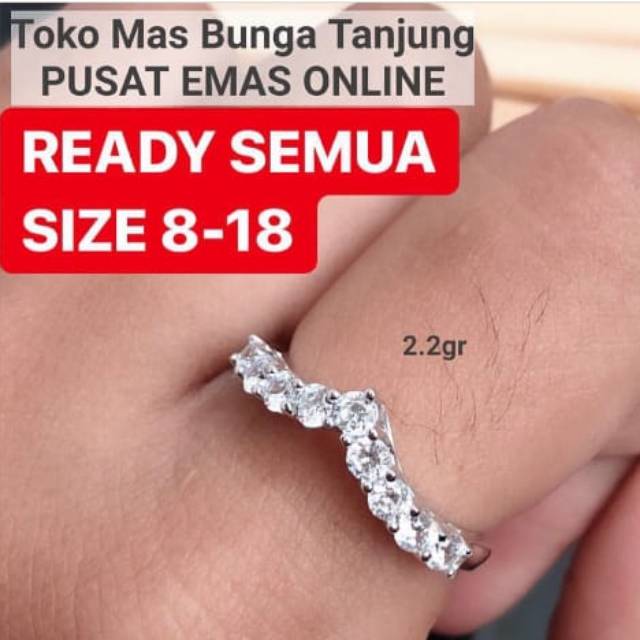 Toko Mas Bunga Tanjung
PUSAT EMAS ONLINE
READY SEMUA
SIZE 8-18
2.2gr